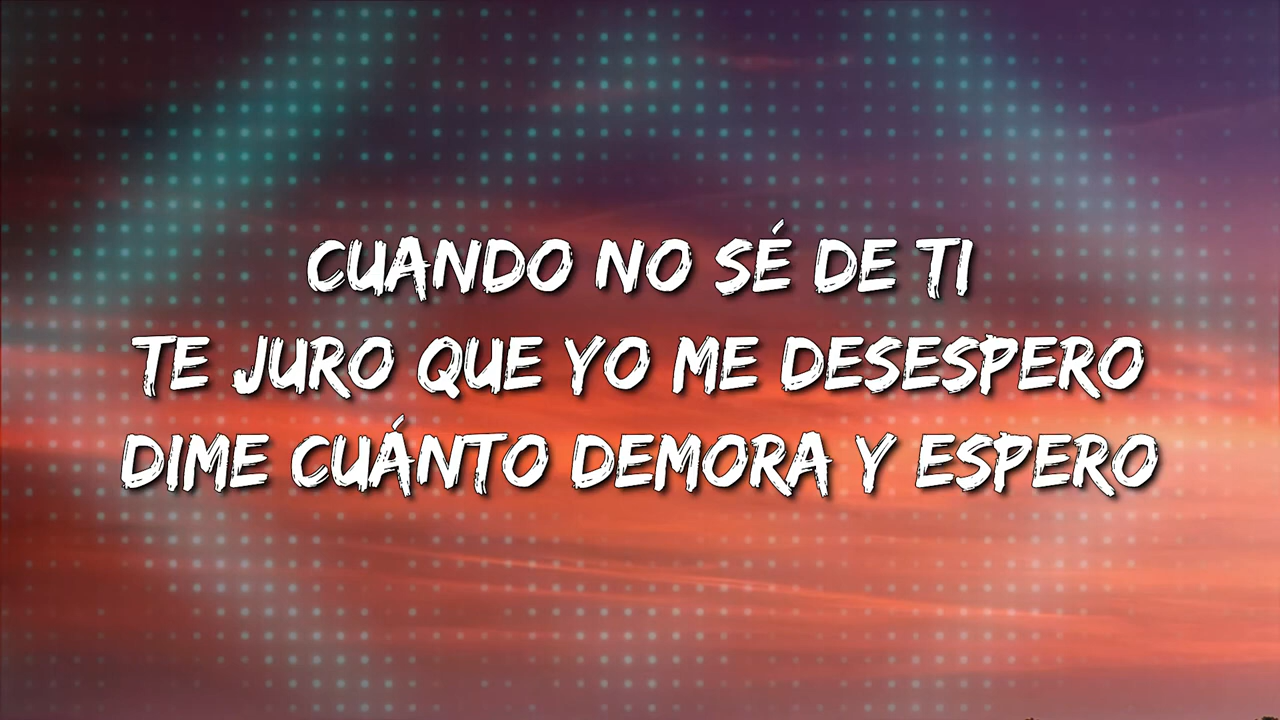 CUANDO NO SÉ DE TI
TE JURO QUE YO ME DESESPERO
DIME CUÁNTO DEMORA Y ESPERO